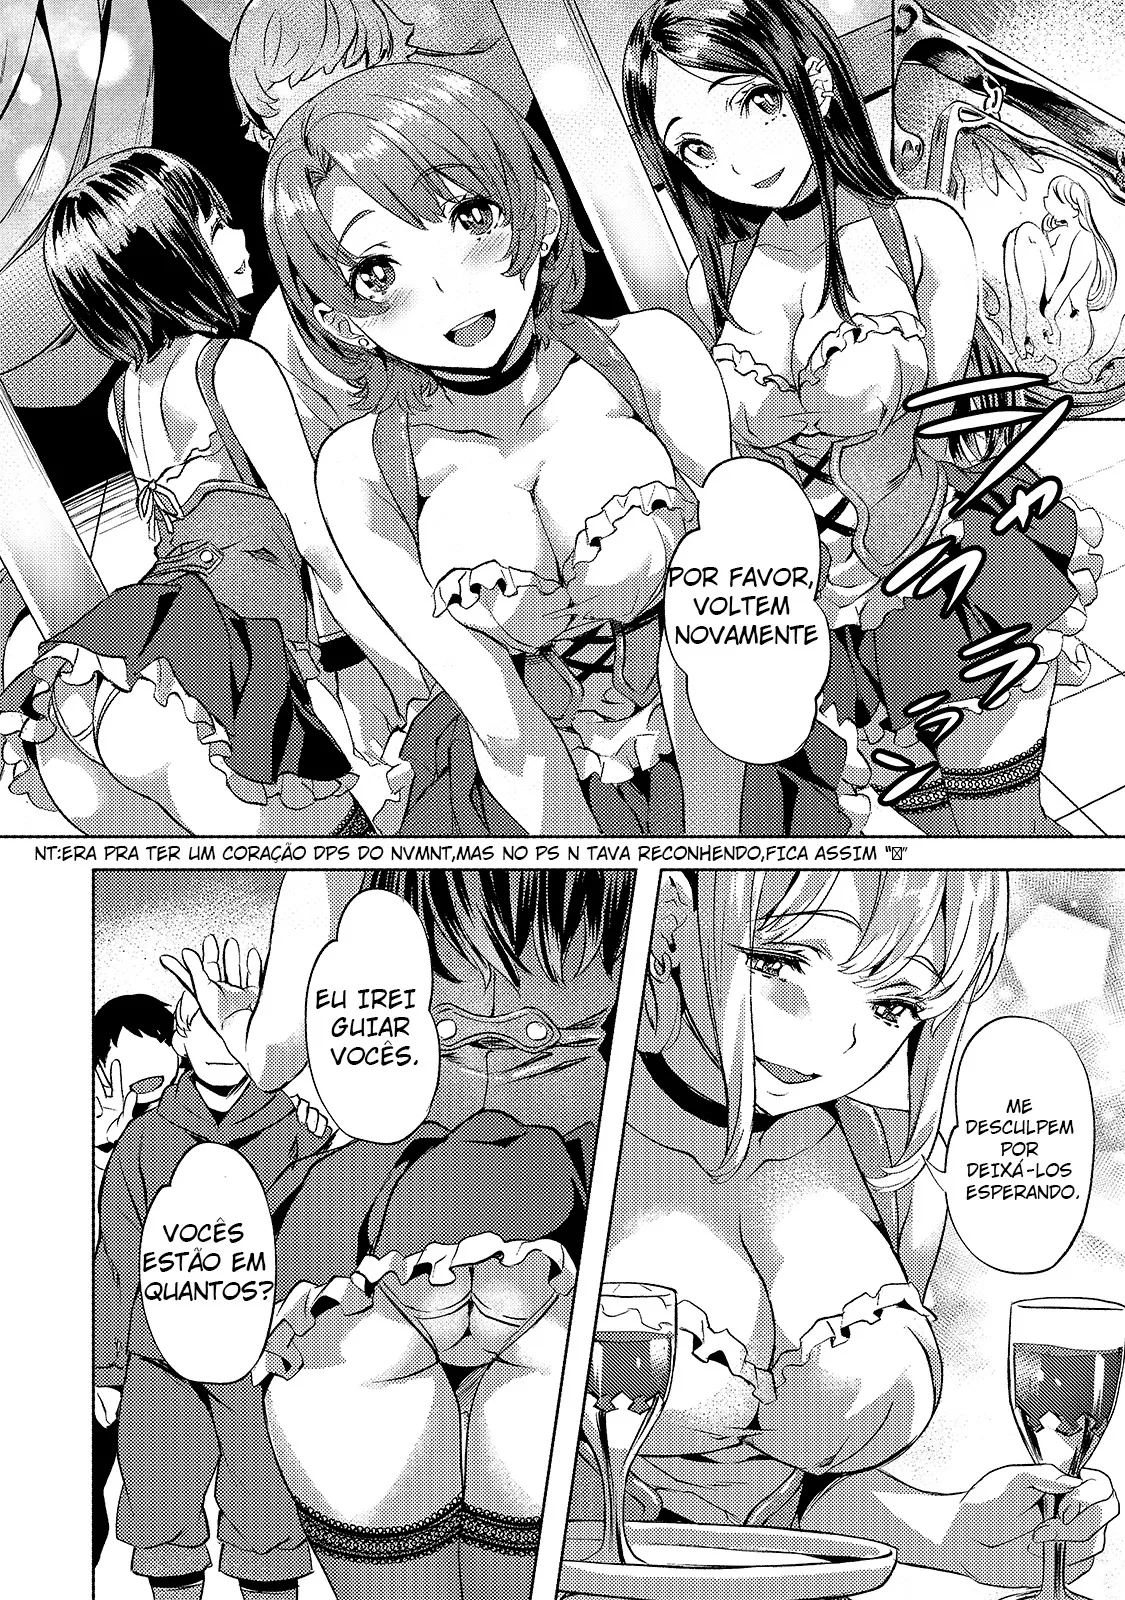 POR FAVOR,
VOLTEM
NOVAMENTE
NT:ERA PRA TER UM CORAÇÃO DPS DO NVMNT,MAS NO PS N TAVA RECONHENDO,FICA ASSIM “
EU IREI
GUIAR
VOCÊS.
VOCÊS
ESTÃO EM
QUANTOS?
ME
DESCULPEM
POR
DEIXÁ-LOS
ESPERANDO.